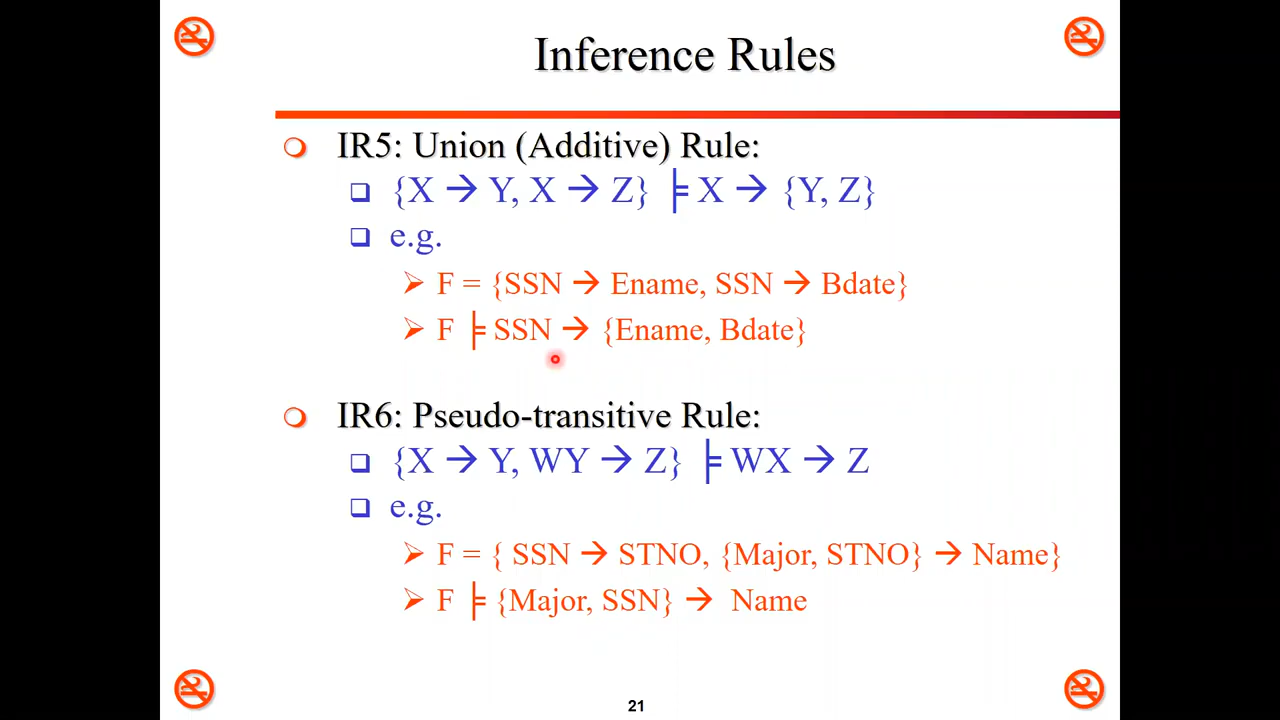 Inference Rules
IR5: Union (Additive) Rule:
{X → Y, X → Z} ╞ X → {Y, Z}
e.g.
F = {SSN → Ename, SSN → Bdate}
F ╞ SSN → {Ename, Bdate}
IR6: Pseudo-transitive Rule:
{X → Y, WY → Z} ╞ WX → Z
e.g.
F = { SSN → STNO, {Major, STNO} → Name}
F ╞ {Major, SSN} → Name
21